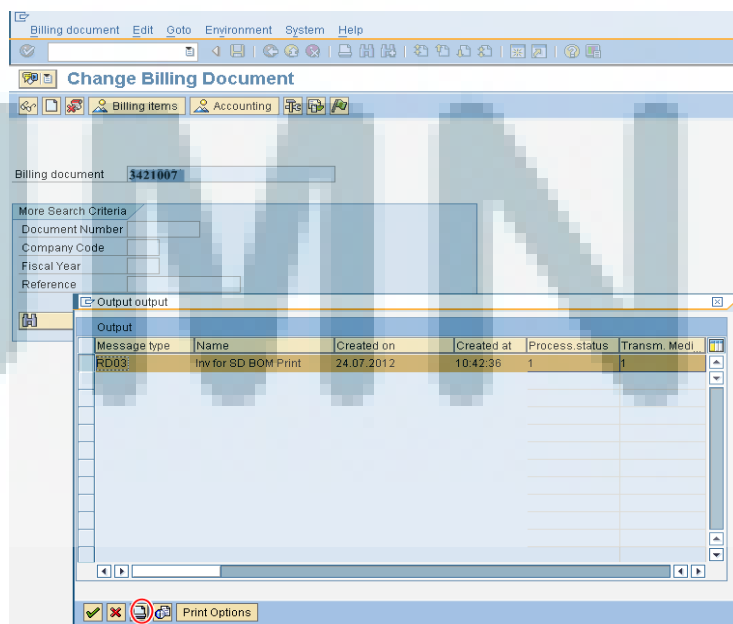 Billing document Edit Goto Environment System Help
Change Billing Document
Billing items Accounting
Billing document 3421007
More Search Criteria
Document Number
Company Code
Fiscal Year
Reference
Output output
Output
Message type Name Created on Created at Process.status Transm. Medi
RD03 Inv for SD BOM Print 24.07.2012 10:42:36 1 1
Print Options